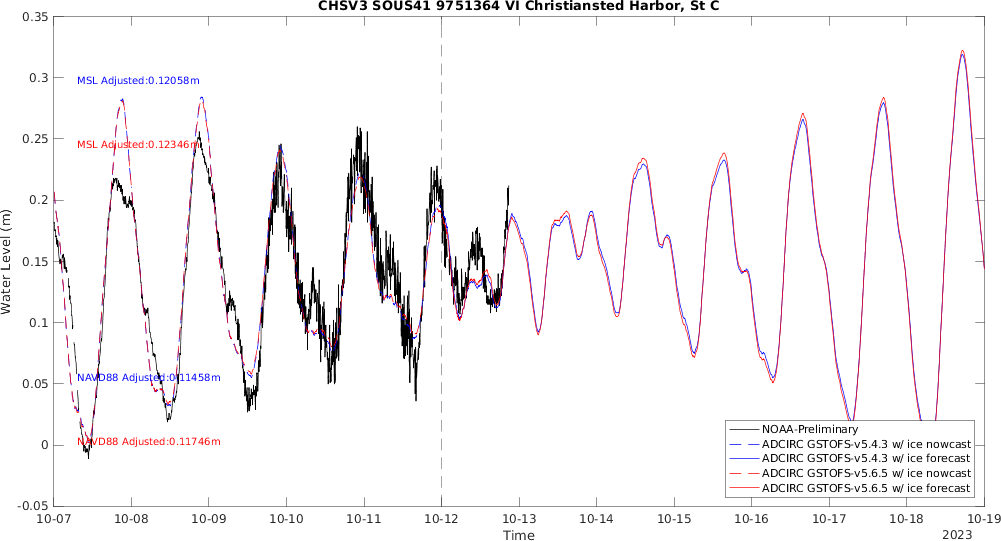 CHSV3 SOUS41 9751364 VI Christiansted Harbor, St C
0.35
0.3
0.25
0.2
0.15
0.1
0.05
0
-0.05
Water Level (m)
MSL Adjusted:0.12058m
MSL Adjusted:0.12346m
NAVD88 Adjusted:0.11458m
NAVD88 Adjusted:0.11746m
NOAA-Preliminary
ADCIRC GSTOFS-v5.4.3 w/ ice nowcast
ADCIRC GSTOFS-v5.4.3 w/ ice forecast
ADCIRC GSTOFS-v5.6.5 w/ ice nowcast
ADCIRC GSTOFS-v5.6.5 w/ ice forecast
10-07 10-08 10-09 10-10 10-11 10-12 10-13 10-14 10-15 10-16 10-17 10-18 10-19
Time
2023